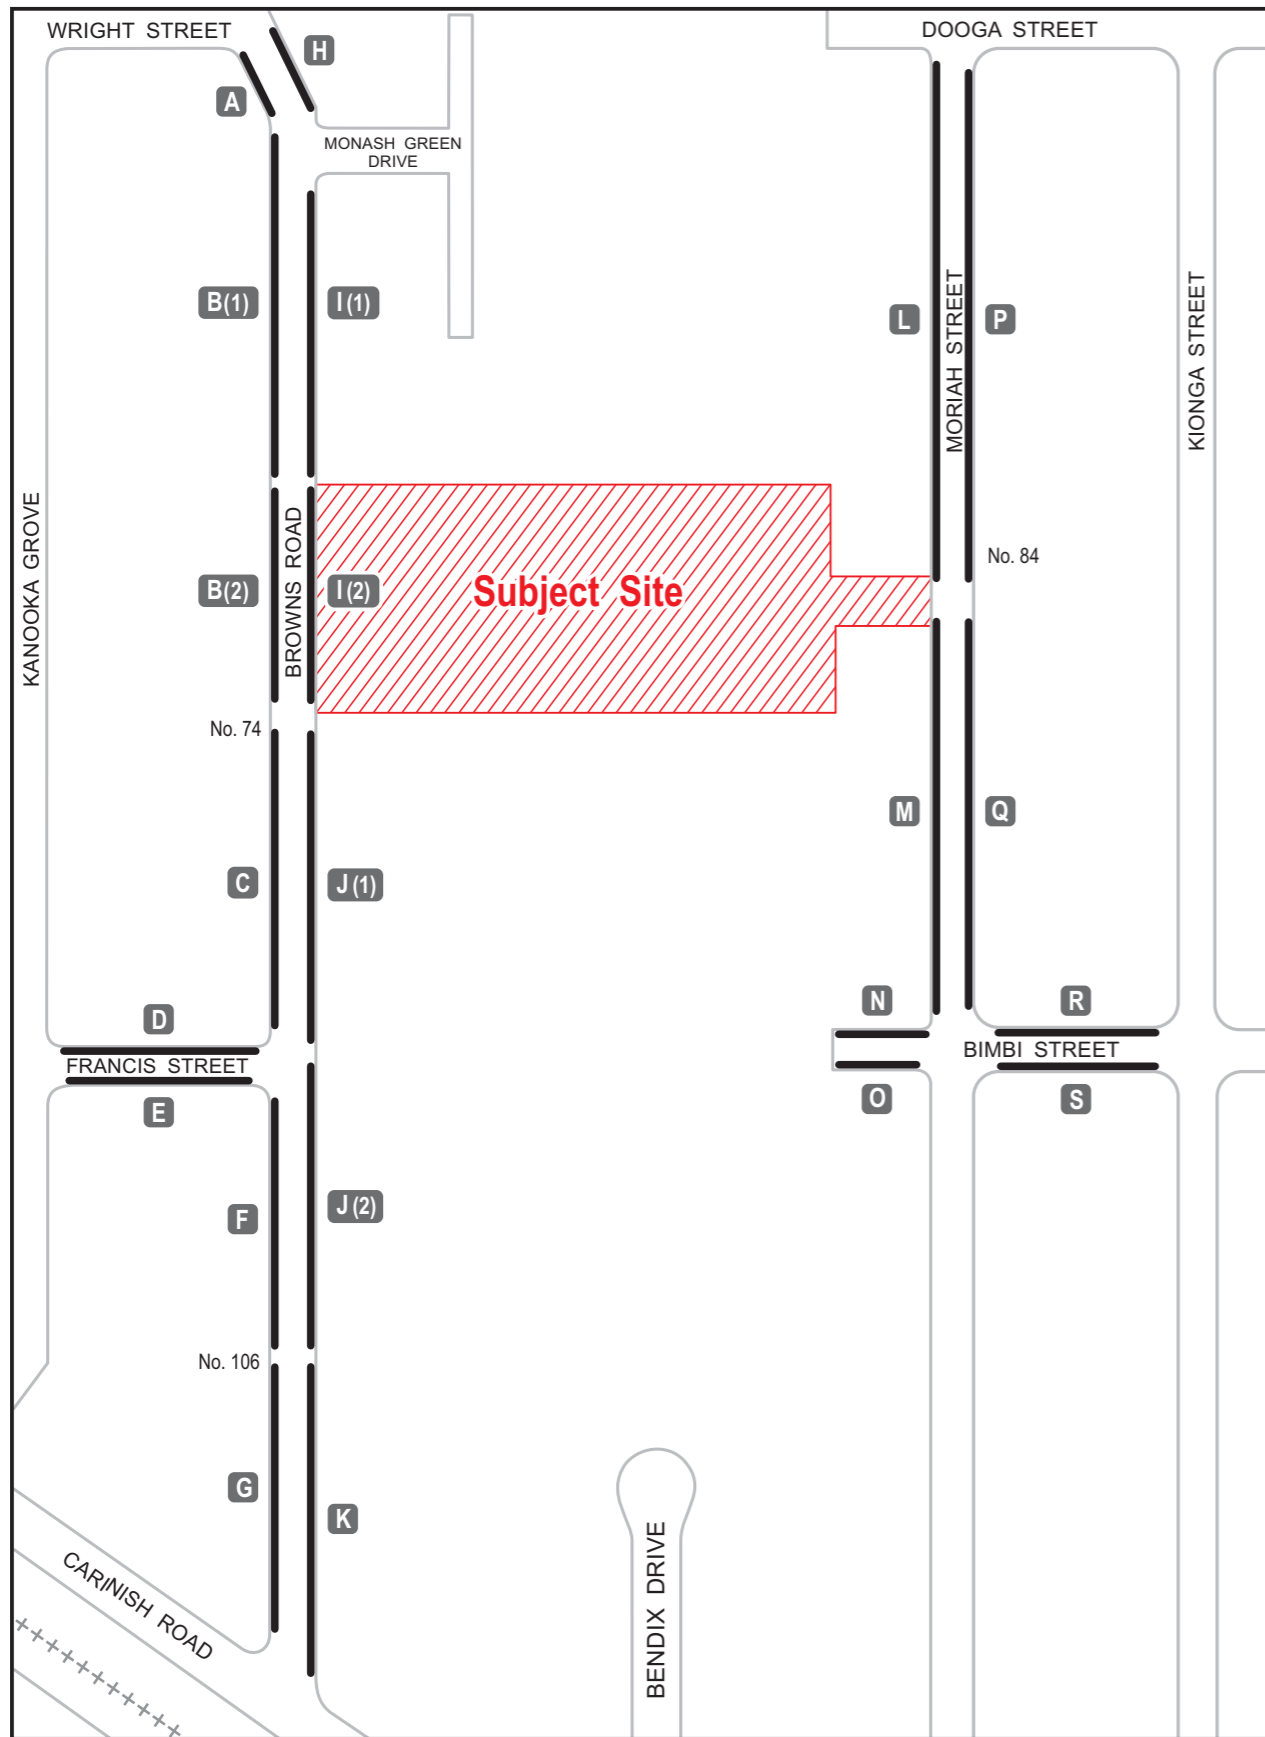 WRIGHT STREET
H
DOOGA STREET
A
MONASH GREEN
DRIVE
B(1)
I(1)
L
MORIAH STREET
P
KIONGA STREET
KANOOKA GROVE
BROWNS ROAD
No. 84
B(2)
I(2)
Subject Site
No. 74
M
Q
C
J(1)
D
N
R
FRANCIS STREET
BIMBI STREET
E
O
S
F
J(2)
No. 106
G
K
CARINISH ROAD
BENDIX DRIVE